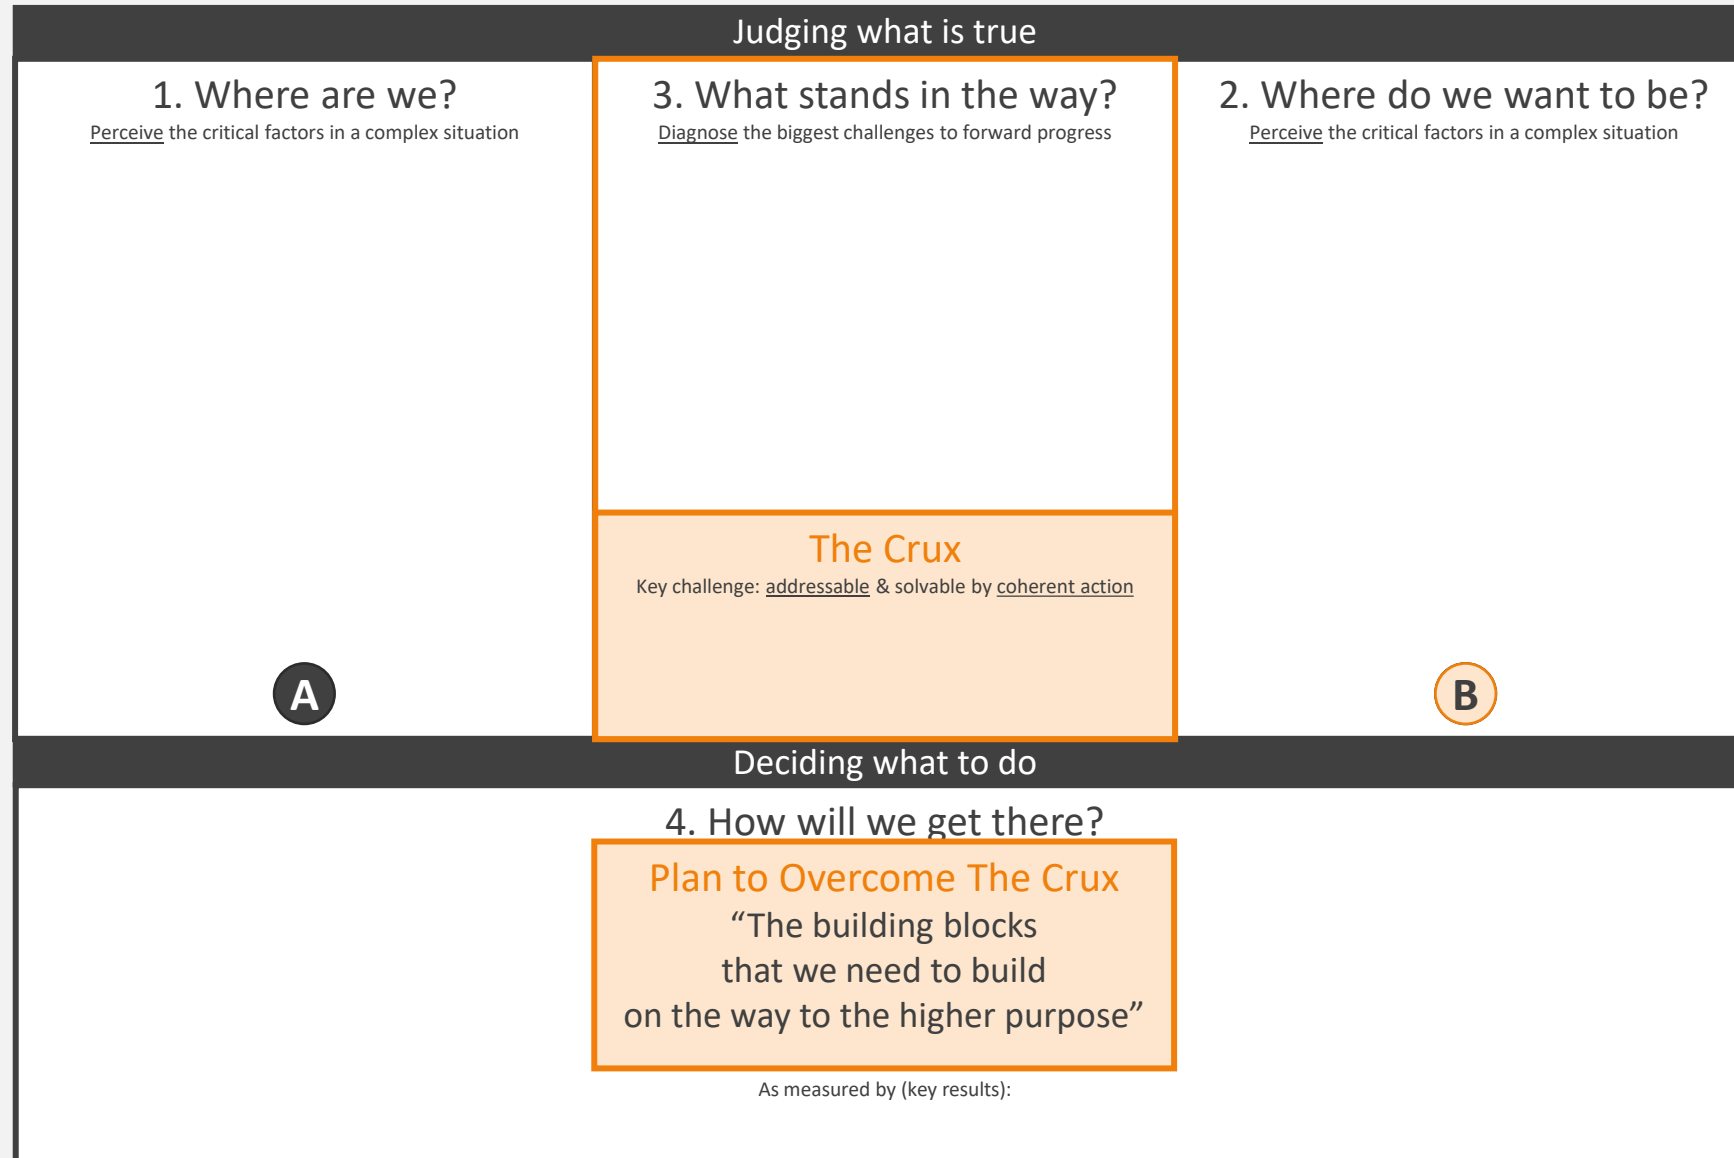 Judging what is true
1. Where are we?
Perceive the critical factors in a complex situation
A
3. What stands in the way?
Diagnose the biggest challenges to forward progress
The Crux
Key challenge: addressable & solvable by coherent action
2. Where do we want to be?
Perceive the critical factors in a complex situation
B
Deciding what to do
4. How will we get there?
Plan to Overcome The Crux
“The building blocks
that we need to build
on the way to the higher purpose”
As measured by (key results):